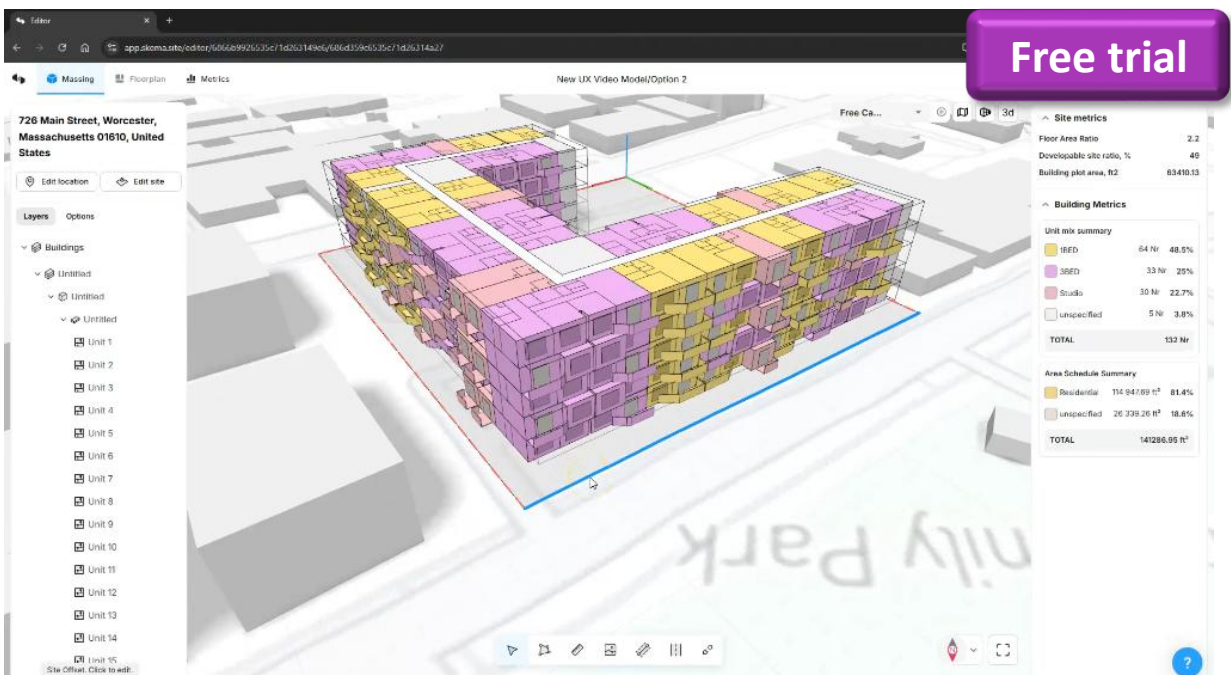 Editor
Free trial
app.skema.site/editor/6866b9926535c71d263149e6/686d359c6535c71d26314a27
Massing
Floorplan
Metrics
New UX Video Model/Option 2
726 Main Street, Worcester,
Massachusetts 01610, United
States
Edit location
Edit site
Layers
Options
Buildings
Untitled
Untitled
Untitled
Unit 1
Unit 2
Unit 3
Unit 4
Unit 5
Unit 6
Unit 7
Unit 8
Unit 9
Unit 10
Unit 11
Unit 12
Unit 13
Unit 14
Unit 15
Site Offset. Click to edit.
Free Ca...
3d
mily Park
Site metrics
Floor Area Ratio 2.2
Developable site ratio, % 49
Building plot area, ft2 63410.13
Building Metrics
Unit mix summary
1BED 64 Nr 48.5%
3BED 33 Nr 25%
Studio 30 Nr 22.7%
unspecified 5 Nr 3.8%
TOTAL 132 Nr
Area Schedule Summary
Residential 114 947.69 ft² 81.4%
unspecified 26 339.26 ft² 18.6%
TOTAL 141286.95 ft²
?